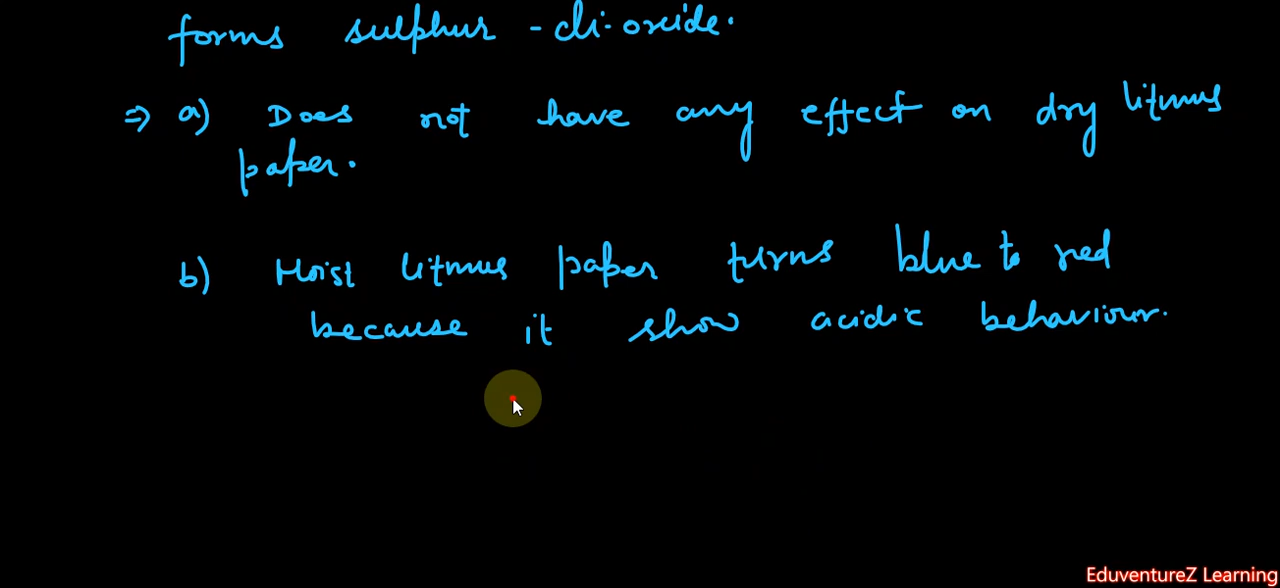 forms sulphur - di-oxide.
⇒ a) Does not have any effect on dry litmus
paper.
b) Moist litmus paper turns blue to red
because it show acidic behaviour.
EduventureZ Learning